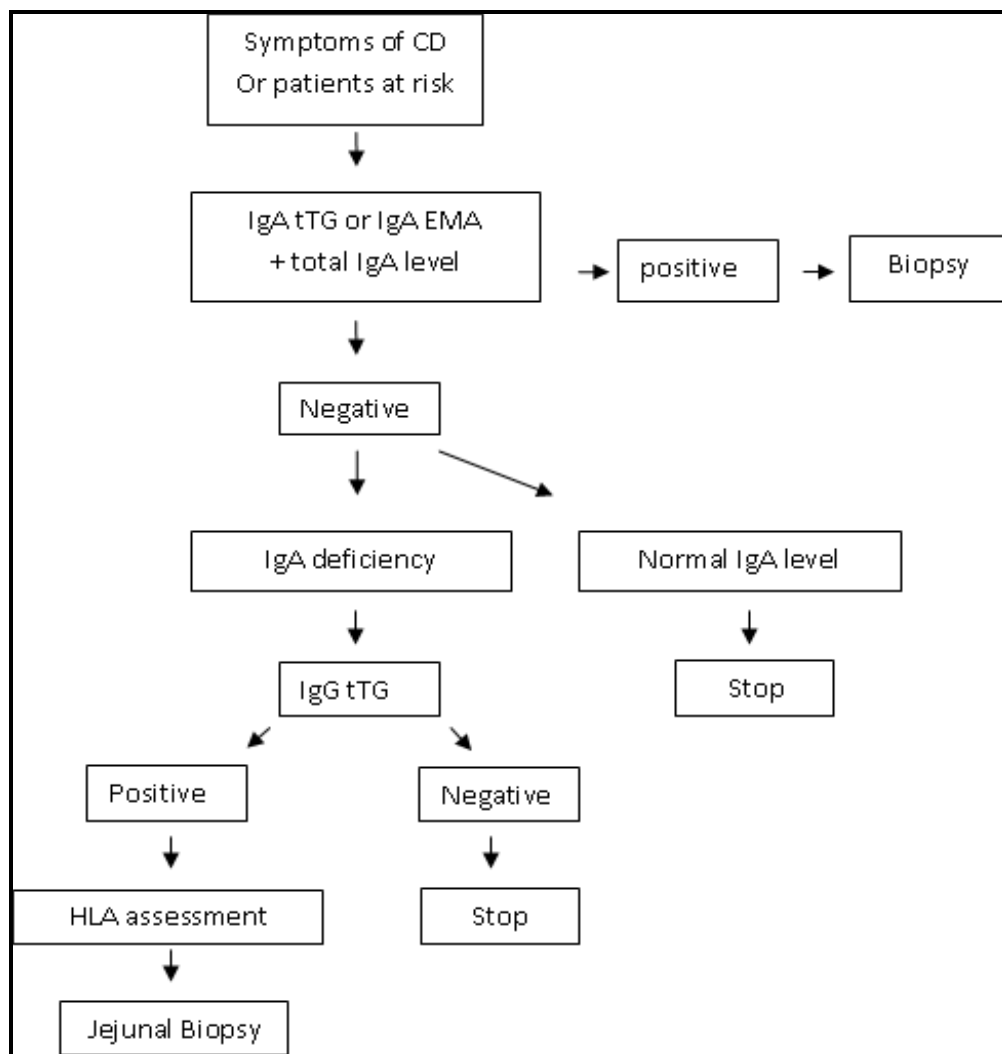 Symptoms of CD
Or patients at risk
IgA tTG or IgA EMA
+ total IgA level
positive
Biopsy
Negative
IgA deficiency
Normal IgA level
IgG tTG
Stop
Positive
Negative
HLA assessment
Stop
Jejunal Biopsy